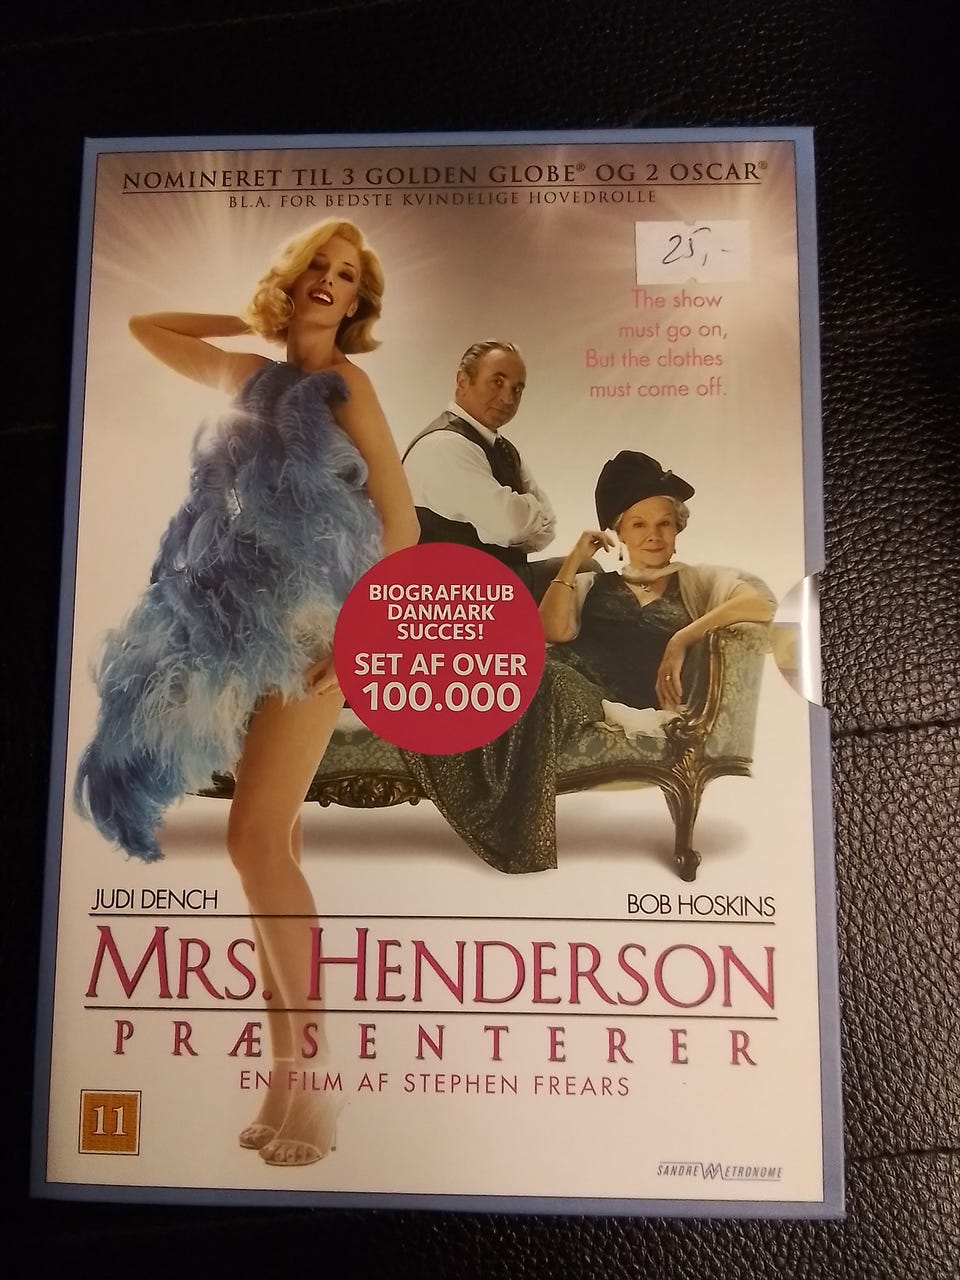 NOMINERET TIL 3 GOLDEN GLOBE® OG 2 OSCAR®
BL.A. FOR BEDSTE KVINDELIGE HOVEDROLLE
25,-
The show
must go on,
But the clothes
must come off.
BIOGRAFKLUB
DANMARK
SUCCES!
SET AF OVER
100.000
JUDI DENCH
BOB HOSKINS
MRS. HENDERSON
PRÆSENTERER
EN FILM AF STEPHEN FREARS
11
SANDREW METRONOME